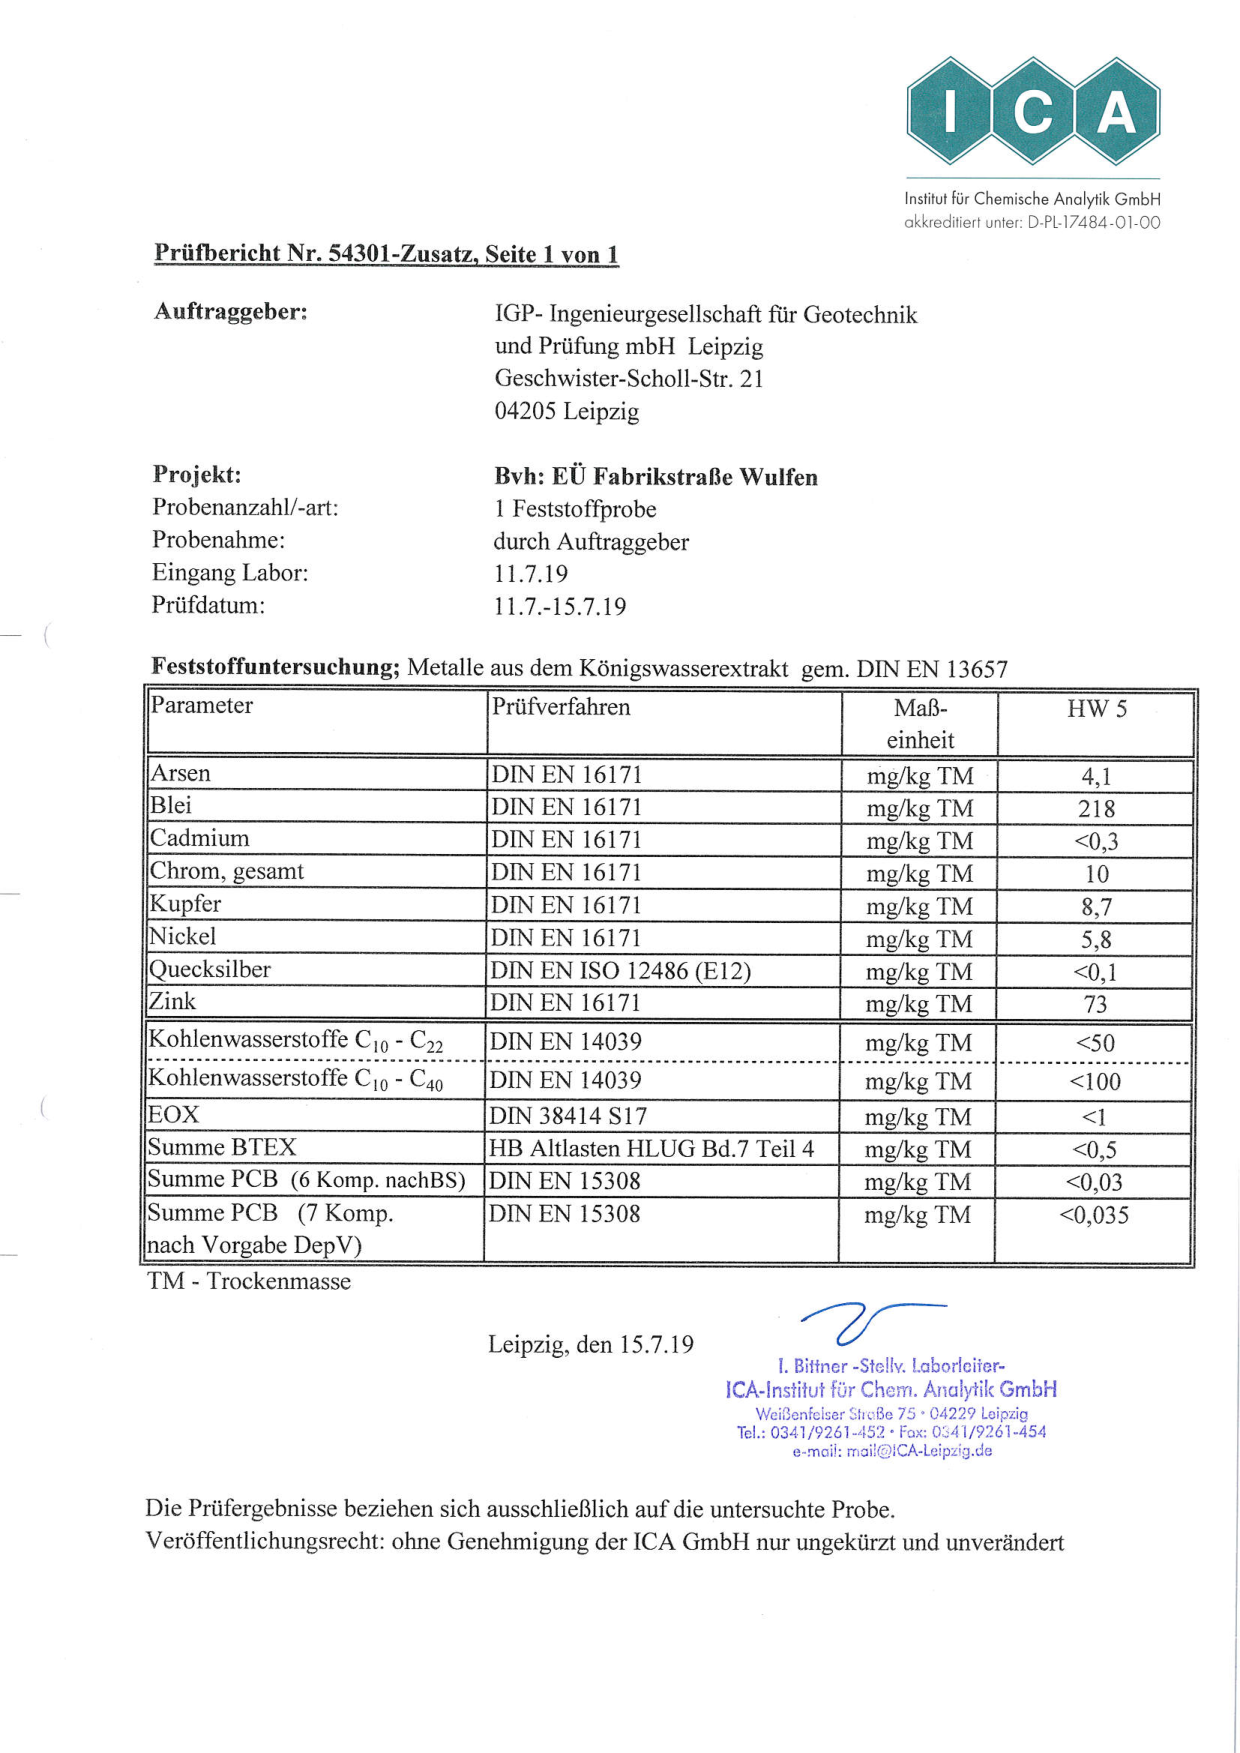 I C A
Institut für Chemische Analytik GmbH
akkreditiert unter: D-PL-17484-01-00
Prüfbericht Nr. 54301-Zusatz, Seite 1 von 1
Auftraggeber: IGP- Ingenieurgesellschaft für Geotechnik
und Prüfung mbH Leipzig
Geschwister-Scholl-Str. 21
04205 Leipzig
Projekt: Bvh: EÜ Fabrikstraße Wulfen
Probenanzahl/-art: 1 Feststoffprobe
Probenahme: durch Auftraggeber
Eingang Labor: 11.7.19
Prüfdatum: 11.7.-15.7.19
Feststoffuntersuchung; Metalle aus dem Königswasserextrakt gem. DIN EN 13657
Parameter Prüfverfahren Maß- HW 5
einheit
Arsen DIN EN 16171 mg/kg TM 4,1
Blei DIN EN 16171 mg/kg TM 218
Cadmium DIN EN 16171 mg/kg TM <0,3
Chrom, gesamt DIN EN 16171 mg/kg TM 10
Kupfer DIN EN 16171 mg/kg TM 8,7
Nickel DIN EN 16171 mg/kg TM 5,8
Quecksilber DIN EN ISO 12486 (E12) mg/kg TM <0,1
Zink DIN EN 16171 mg/kg TM 73
Kohlenwasserstoffe C10 - C22 DIN EN 14039 mg/kg TM <50
Kohlenwasserstoffe C10 - C40 DIN EN 14039 mg/kg TM <100
EOX DIN 38414 S17 mg/kg TM <1
Summe BTEX HB Altlasten HLUG Bd.7 Teil 4 mg/kg TM <0,5
Summe PCB (6 Komp. nachBS) DIN EN 15308 mg/kg TM <0,03
Summe PCB (7 Komp. DIN EN 15308 mg/kg TM <0,035
nach Vorgabe DepV)
TM - Trockenmasse
Leipzig, den 15.7.19
I. Bittner -Stellv. Laborleiter-
ICA-Institut für Chem. Analytik GmbH
Weißenfelser Straße 75 • 04229 Leipzig
Tel.: 0341/9261-452 • Fax: 0341/9261-454
e-mail: mail@ICA-Leipzig.de
Die Prüfergebnisse beziehen sich ausschließlich auf die untersuchte Probe.
Veröffentlichungsrecht: ohne Genehmigung der ICA GmbH nur ungekürzt und unverändert